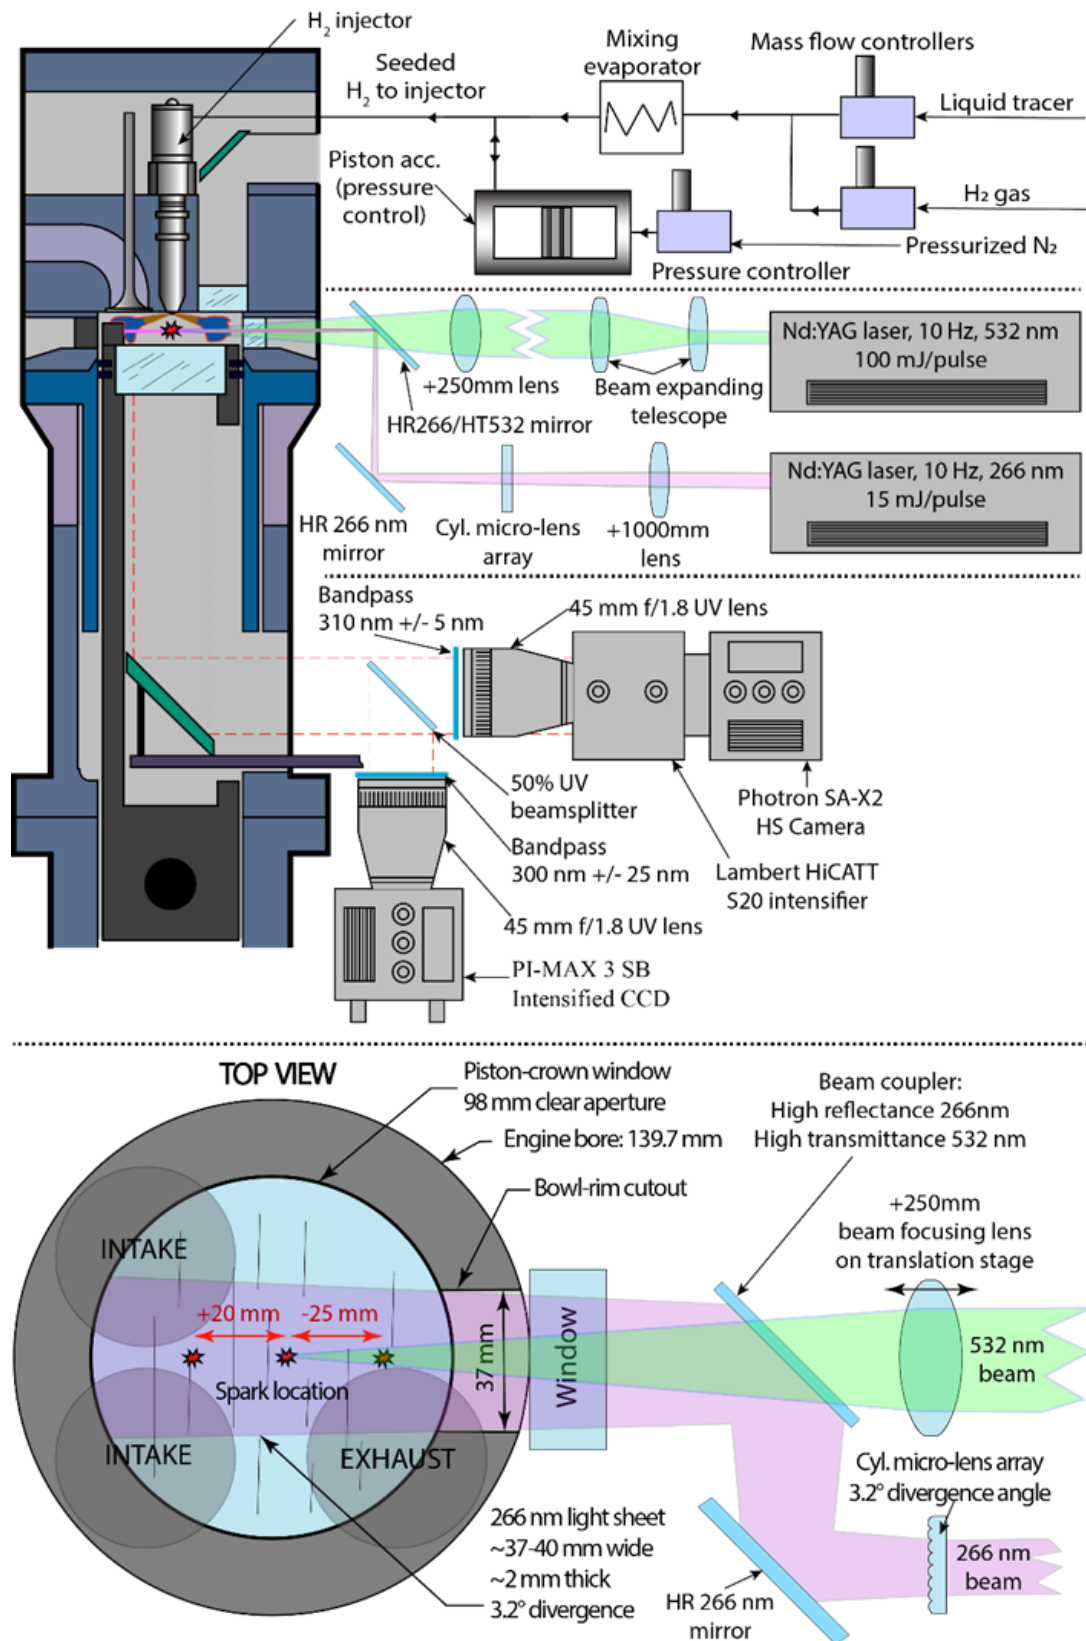 H₂ injector
Seeded
H₂ to injector
Mixing
evaporator
Mass flow controllers
Liquid tracer
Piston acc.
(pressure
control)
H₂ gas
Pressurized N₂
Pressure controller
Nd:YAG laser, 10 Hz, 532 nm
100 mJ/pulse
+250mm lens
Beam expanding
telescope
HR266/HT532 mirror
Nd:YAG laser, 10 Hz, 266 nm
15 mJ/pulse
HR 266 nm
mirror
Cyl. micro-lens
array
+1000mm
lens
Bandpass
310 nm +/- 5 nm
45 mm f/1.8 UV lens
50% UV
beamsplitter
Photron SA-X2
HS Camera
Bandpass
300 nm +/- 25 nm
Lambert HiCATT
S20 intensifier
45 mm f/1.8 UV lens
PI-MAX 3 SB
Intensified CCD
TOP VIEW
Piston-crown window
98 mm clear aperture
Beam coupler:
High reflectance 266nm
High transmittance 532 nm
Engine bore: 139.7 mm
Bowl-rim cutout
+250mm
beam focusing lens
on translation stage
INTAKE
+20 mm
-25 mm
37 mm
Window
532 nm
beam
Spark location
INTAKE
EXHAUST
Cyl. micro-lens array
3.2° divergence angle
266 nm light sheet
~37-40 mm wide
~2 mm thick
3.2° divergence
266 nm
beam
HR 266 nm
mirror